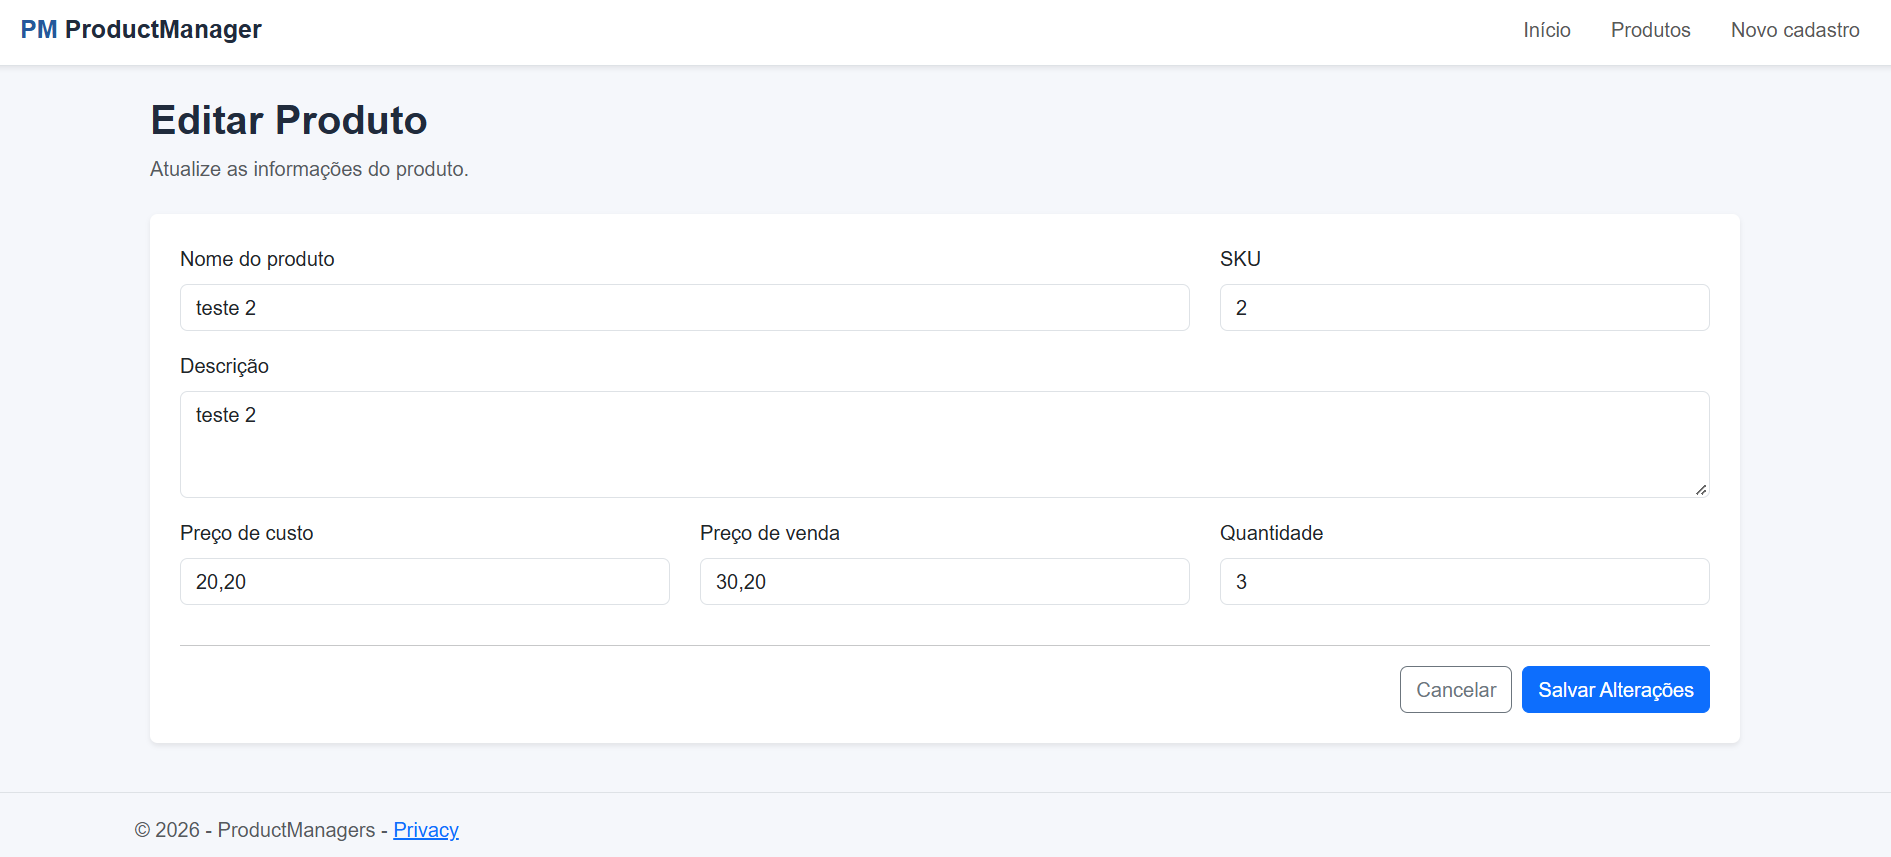 PM ProductManager
Início Produtos Novo cadastro
Editar Produto
Atualize as informações do produto.
Nome do produto SKU
teste 2 2
Descrição
teste 2
Preço de custo Preço de venda Quantidade
20,20 30,20 3
Cancelar Salvar Alterações
© 2026 - ProductManagers - Privacy